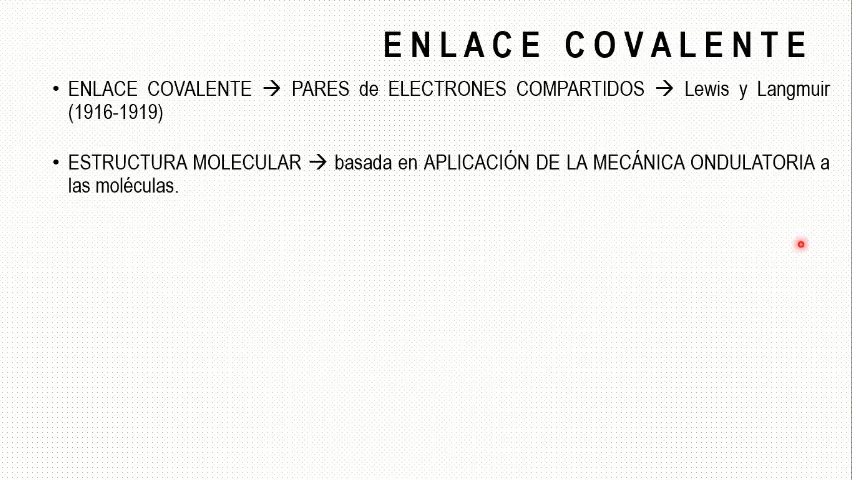 ENLACE COVALENTE
• ENLACE COVALENTE → PARES de ELECTRONES COMPARTIDOS → Lewis y Langmuir
(1916-1919)
• ESTRUCTURA MOLECULAR → basada en APLICACIÓN DE LA MECÁNICA ONDULATORIA a
las moléculas.